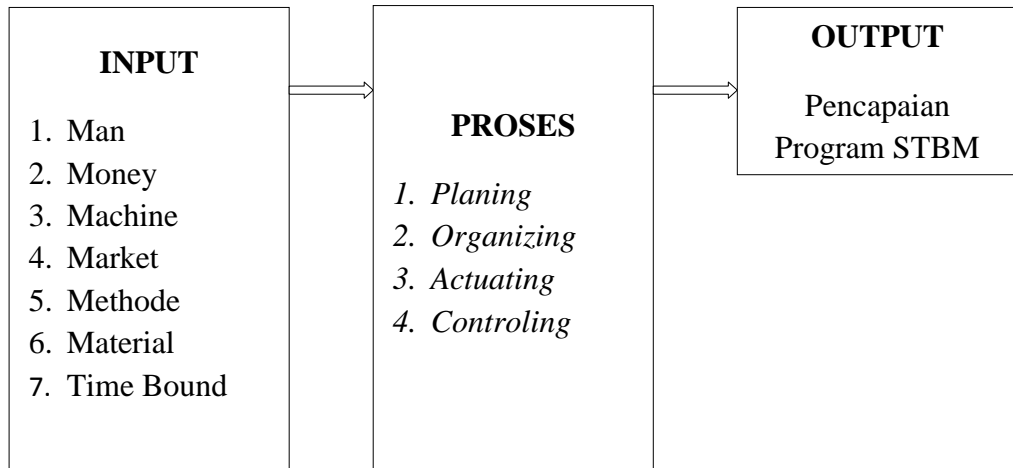 INPUT
1. Man
2. Money
3. Machine
4. Market
5. Methode
6. Material
7. Time Bound
PROSES
1. Planing
2. Organizing
3. Actuating
4. Controling
OUTPUT
Pencapaian
Program STBM